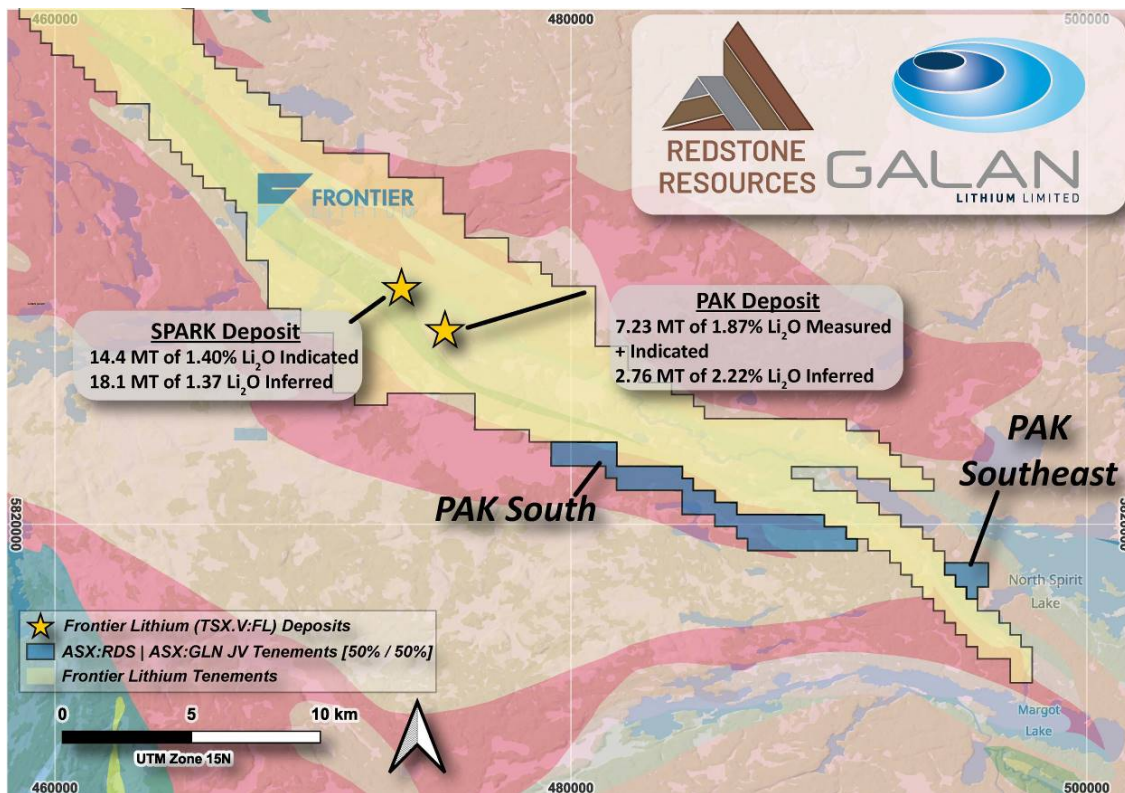 460000
480000
500000
REDSTONE
RESOURCES
GALAN
LITHIUM LIMITED
FRONTIER
SPARK Deposit
14.4 MT of 1.40% Li₂O Indicated
18.1 MT of 1.37 Li₂O Inferred
PAK Deposit
7.23 MT of 1.87% Li₂O Measured
+ Indicated
2.76 MT of 2.22% Li₂O Inferred
PAK
Southeast
PAK South
5820000
North Spirit
Lake
Margot
Lake
Frontier Lithium (TSX.V:FL) Deposits
ASX:RDS | ASX:GLN JV Tenements [50% / 50%]
Frontier Lithium Tenements
0 5 10 km
UTM Zone 15N
460000
480000
500000